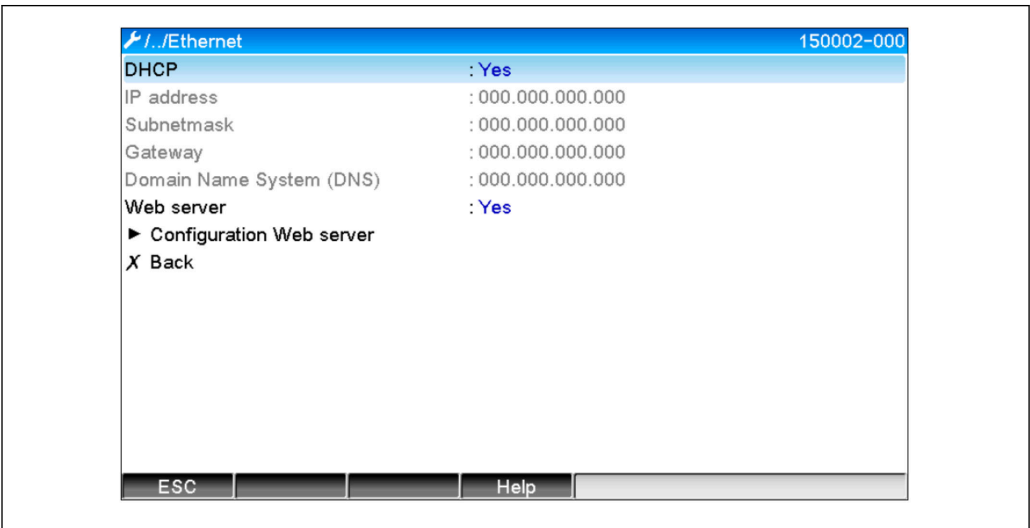 /../Ethernet 150002-000
DHCP : Yes
IP address : 000.000.000.000
Subnetmask : 000.000.000.000
Gateway : 000.000.000.000
Domain Name System (DNS) : 000.000.000.000
Web server : Yes
► Configuration Web server
X Back
ESC Help